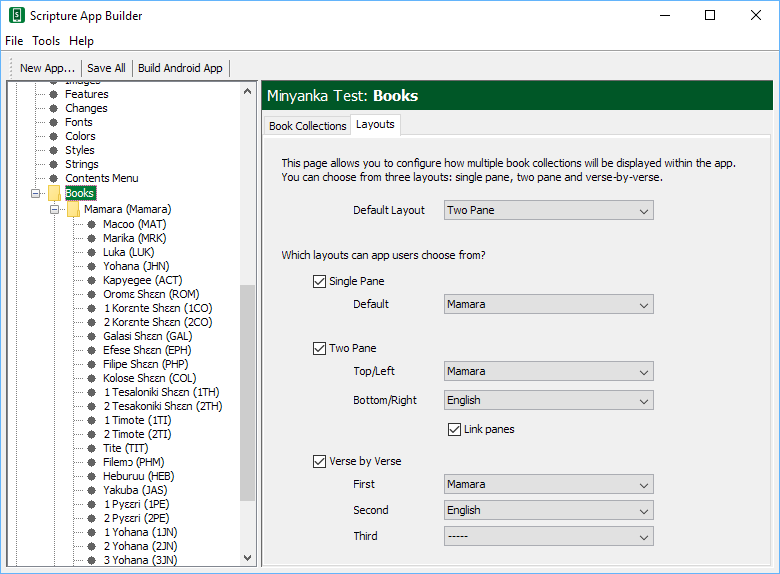 Scripture App Builder
File Tools Help
New App... Save All Build Android App
Images
Features
Changes
Fonts
Colors
Styles
Strings
Contents Menu
Books
Mamara (Mamara)
Macoo (MAT)
Marika (MRK)
Luka (LUK)
Yohana (JHN)
Kapyegee (ACT)
Oromɛ Shɛɛn (ROM)
1 Korɛnte Shɛɛn (1CO)
2 Korɛnte Shɛɛn (2CO)
Galasi Shɛɛn (GAL)
Efese Shɛɛn (EPH)
Filipe Shɛɛn (PHP)
Kolose Shɛɛn (COL)
1 Tesaloniki Shɛɛn (1TH)
2 Tesakoniki Shɛɛn (2TH)
1 Timote (1TI)
2 Timote (2TI)
Tite (TIT)
Filemɔ (PHM)
Heburuu (HEB)
Yakuba (JAS)
1 Pyɛɛri (1PE)
2 Pyɛɛri (2PE)
1 Yohana (1JN)
2 Yohana (2JN)
3 Yohana (3JN)
Minyanka Test: Books
Book Collections Layouts
This page allows you to configure how multiple book collections will be displayed within the app.
You can choose from three layouts: single pane, two pane and verse-by-verse.
Default Layout Two Pane
Which layouts can app users choose from?
Single Pane
Default Mamara
Two Pane
Top/Left Mamara
Bottom/Right English
Link panes
Verse by Verse
First Mamara
Second English
Third -----